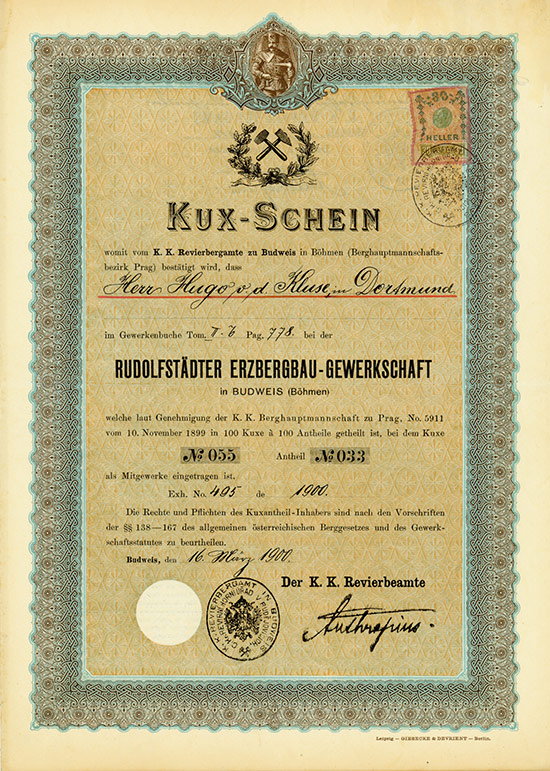 30
HELLER
KUX-SCHEIN
womit vom K. K. Revierbergamte zu Budweis in Böhmen (Berghauptmannschafts-
bezirk Prag) bestätigt wird, dass
Herr Hugo v. d. Kluse, in Dortmund
im Gewerkenbuche Tom. II. b Pag. 778. bei der
RUDOLFSTÄDTER ERZBERGBAU-GEWERKSCHAFT
in BUDWEIS (Böhmen)
welche laut Genehmigung der K. K. Berghauptmannschaft zu Prag, No. 5911
vom 10. November 1899 in 100 Kuxe à 100 Antheile getheilt ist, bei dem Kuxe
No 055 Antheil No 033
als Mitgewerke eingetragen ist.
Exh. No. 495 de 1900.
Die Rechte und Pflichten des Kuxantheil-Inhabers sind nach den Vorschriften
der §§ 138—167 des allgemeinen österreichischen Berggesetzes und des Gewerk-
schaftsstatutes zu beurtheilen.
Budweis, den 16. März 1900.
Der K. K. Revierbeamte
K. K. REVIERBERGAMT IN BUDWEIS
Leipzig — GIESECKE & DEVRIENT — Berlin.